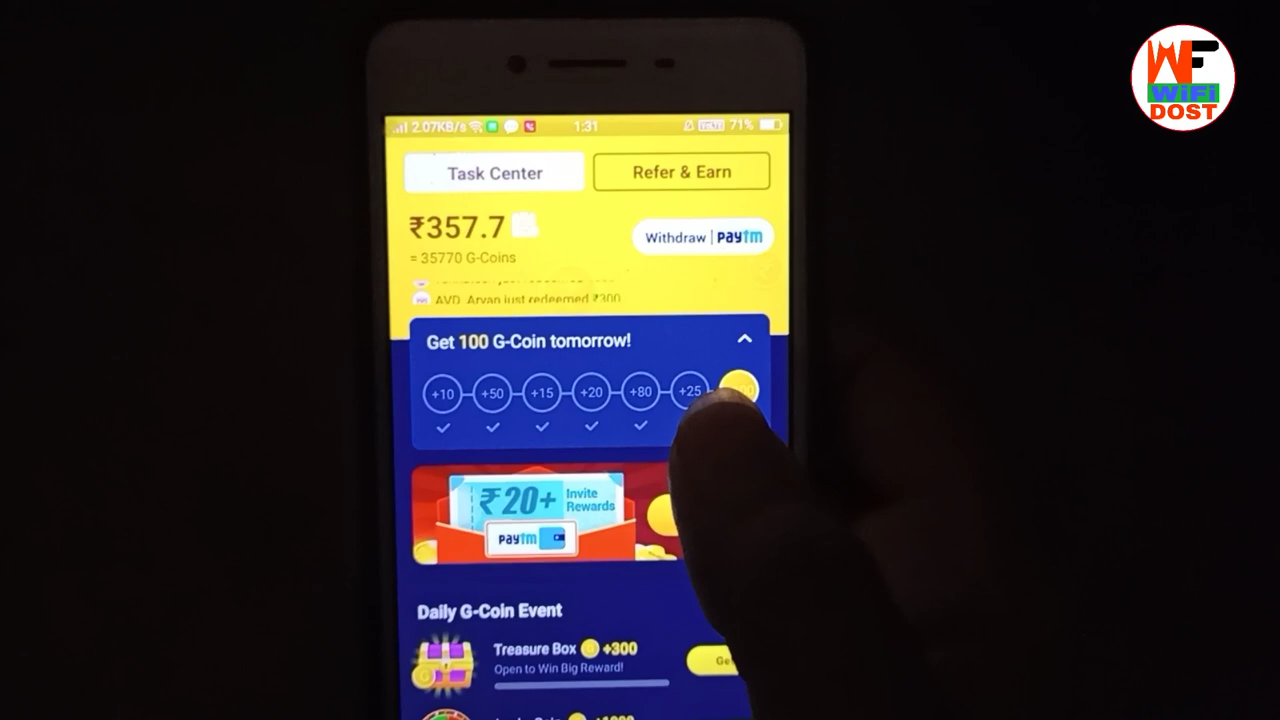 WF
WiFi
DOST
2.07KB/s 1:31 71%
Task Center
Refer & Earn
₹357.7
Withdraw | Paytm
= 35770 G-Coins
AVD_Aryan just redeemed ₹300
Get 100 G-Coin tomorrow!
+10 +50 +15 +20 +80 +25
₹20+
Invite
Rewards
Paytm
Daily G-Coin Event
Treasure Box +300
Open to Win Big Reward!